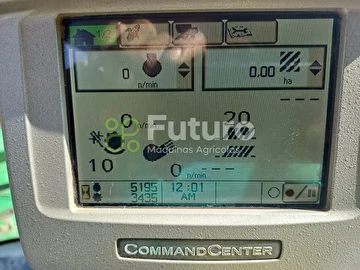 0
n/min
0.00
ha
0
n/min
20
Futuro
Máquinas Agrícolas
10
0
n/min
5195
12:01
3435
AM
COMMANDCENTER